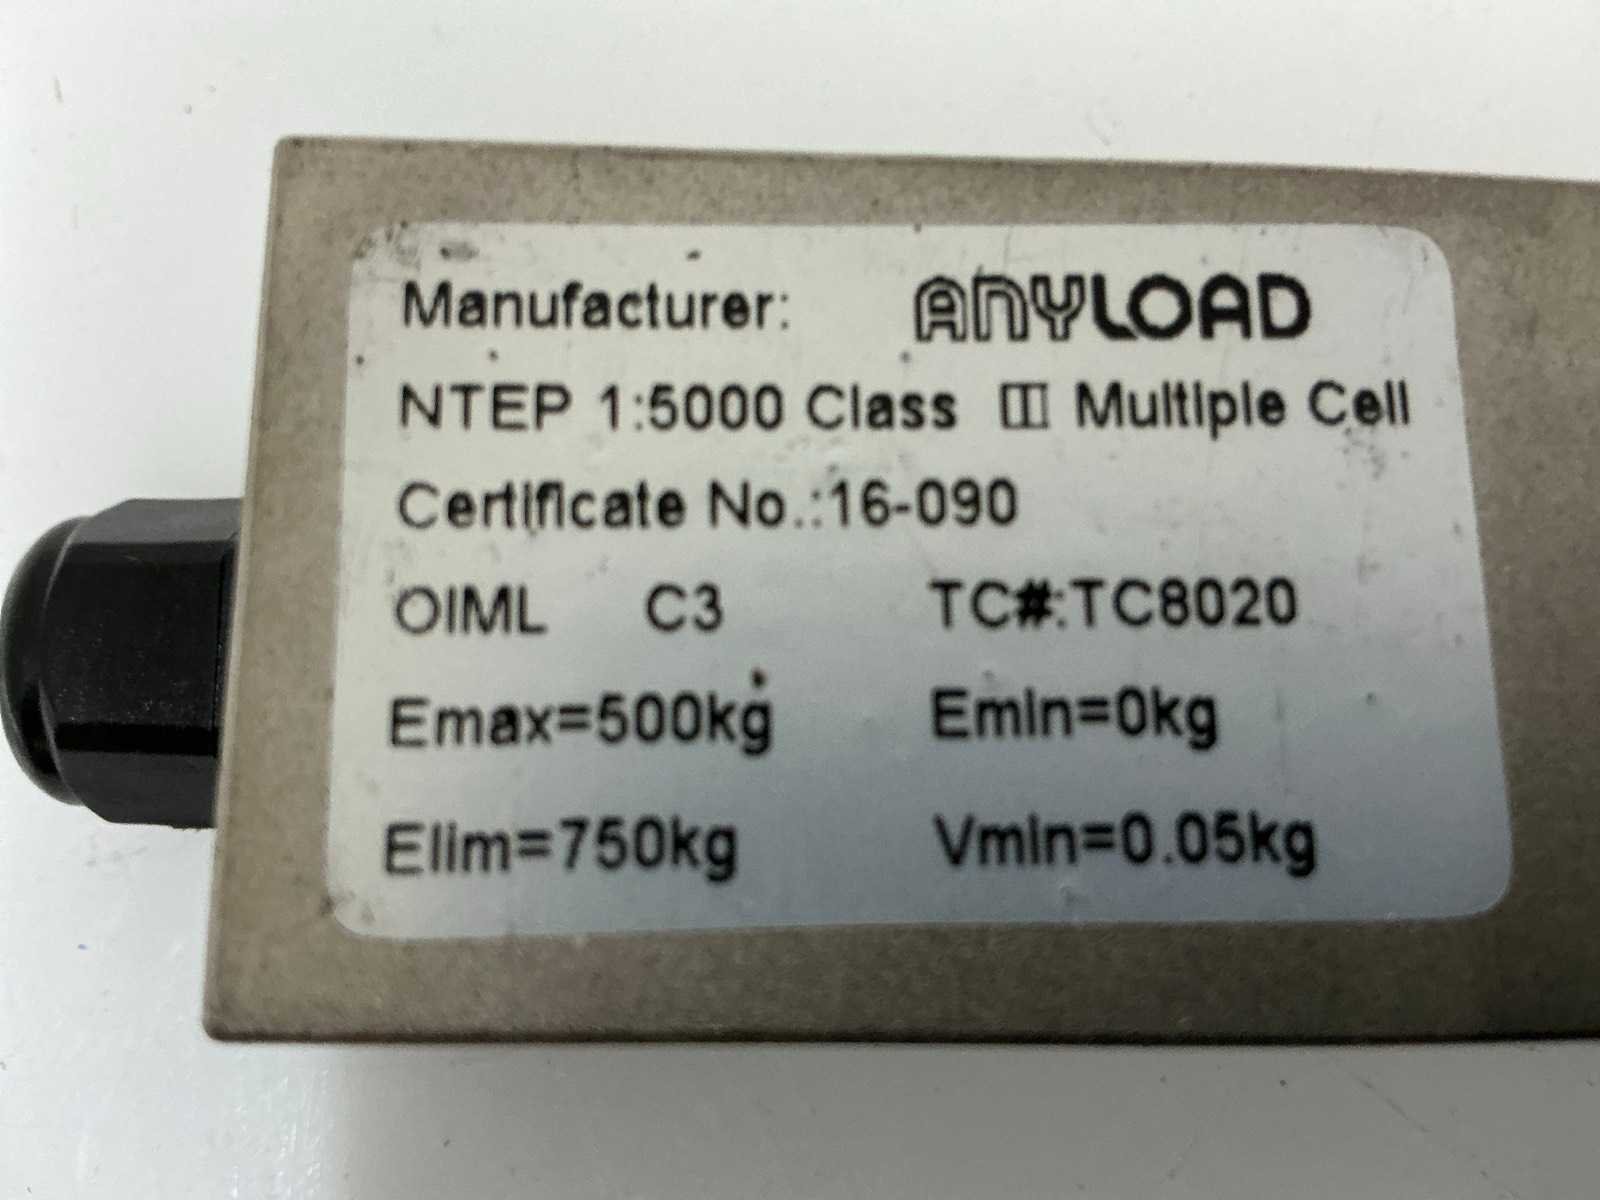 Manufacturer: ANYLOAD
NTEP 1:5000 Class III Multiple Cell
Certificate No.:16-090
OIML C3 TC#:TC8020
Emax=500kg Emin=0kg
Elim=750kg Vmin=0.05kg